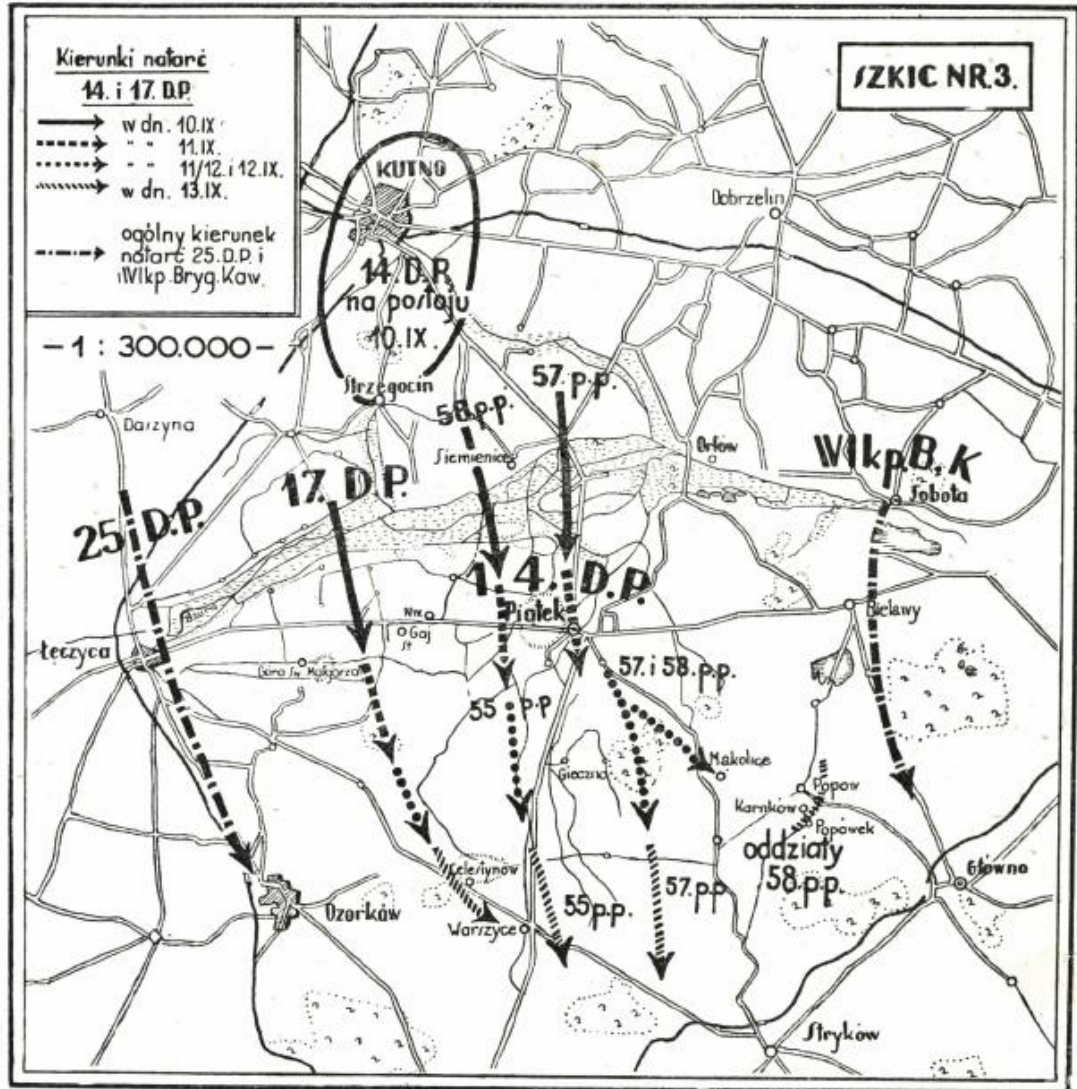 Kierunki natarć
14. i 17. D.P.
w dn. 10.IX.
" " 11.IX.
" " 11/12. i 12.IX.
w dn. 13.IX.
ogólny kierunek
natarć 25.D.P. i
Wlkp.Bryg.Kaw.
SZKIC NR.3.
- 1 : 300.000 -
KUTNO
14. D.P.
na postoju
10.IX.
Strzegocin
Dobrzelin
Daszyna
58.p.p.
57.p.p.
Siemienice
Orłów
Wlkp.B.K
Sobota
25.D.P.
17. D.P.
14. D.P.
Piątek
Bielawy
Łęczyca
Nw.
Gaj
St
Góra Św. Małgorza
57. i 58. p.p.
55 p.p
Gieczno
Makolice
Popów
Karnków
Popówek
oddziały
58.p.p.
Głowno
Celestynów
Ozorków
Warszyce
55 p.p.
57.p.p
Stryków